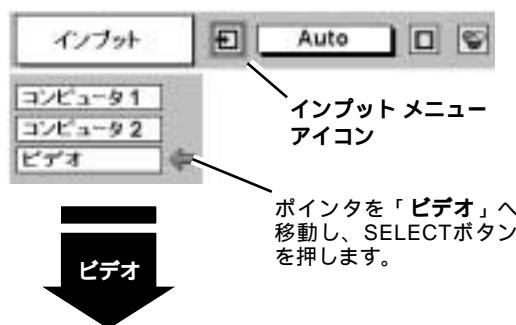 インプット
Auto
コンピュータ 1
コンピュータ 2
ビデオ
インプット メニュー
アイコン
ポインタを「ビデオ」へ
移動し、SELECTボタン
を押します。
ビデオ